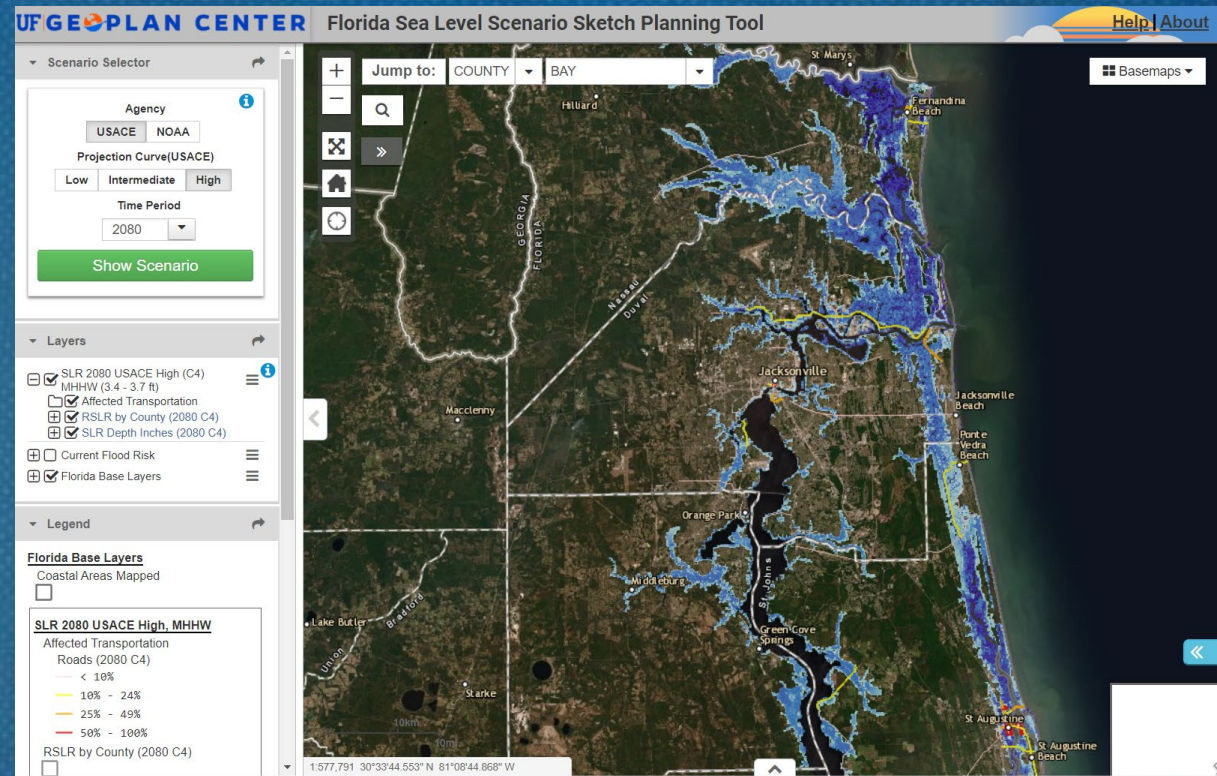 UF GEOPLAN CENTER
Florida Sea Level Scenario Sketch Planning Tool
Help | About
Scenario Selector
Agency
USACE NOAA
Projection Curve(USACE)
Low Intermediate High
Time Period
2080
Show Scenario
Layers
SLR 2080 USACE High (C4)
MHHW (3.4 - 3.7 ft)
Affected Transportation
RSLR by County (2080 C4)
SLR Depth Inches (2080 C4)
Current Flood Risk
Florida Base Layers
Legend
Florida Base Layers
Coastal Areas Mapped
SLR 2080 USACE High, MHHW
Affected Transportation
Roads (2080 C4)
< 10%
10% - 24%
25% - 49%
50% - 100%
RSLR by County (2080 C4)
Jump to: COUNTY BAY
Basemaps
St Marys
Hilliard
Fernandina
Beach
GEORGIA
FLORIDA
Nassau
Duval
Jacksonville
Macclenny
Jacksonville
Beach
Ponte
Vedra
Beach
Orange Park
Middleburg
St Johns
Lake Butler
Bradford
Union
Green Cove
Springs
Starke
St Augustine
St Augustine
Beach
10km
10mi
1:577,791 30°33'44.553" N 81°08'44.868" W